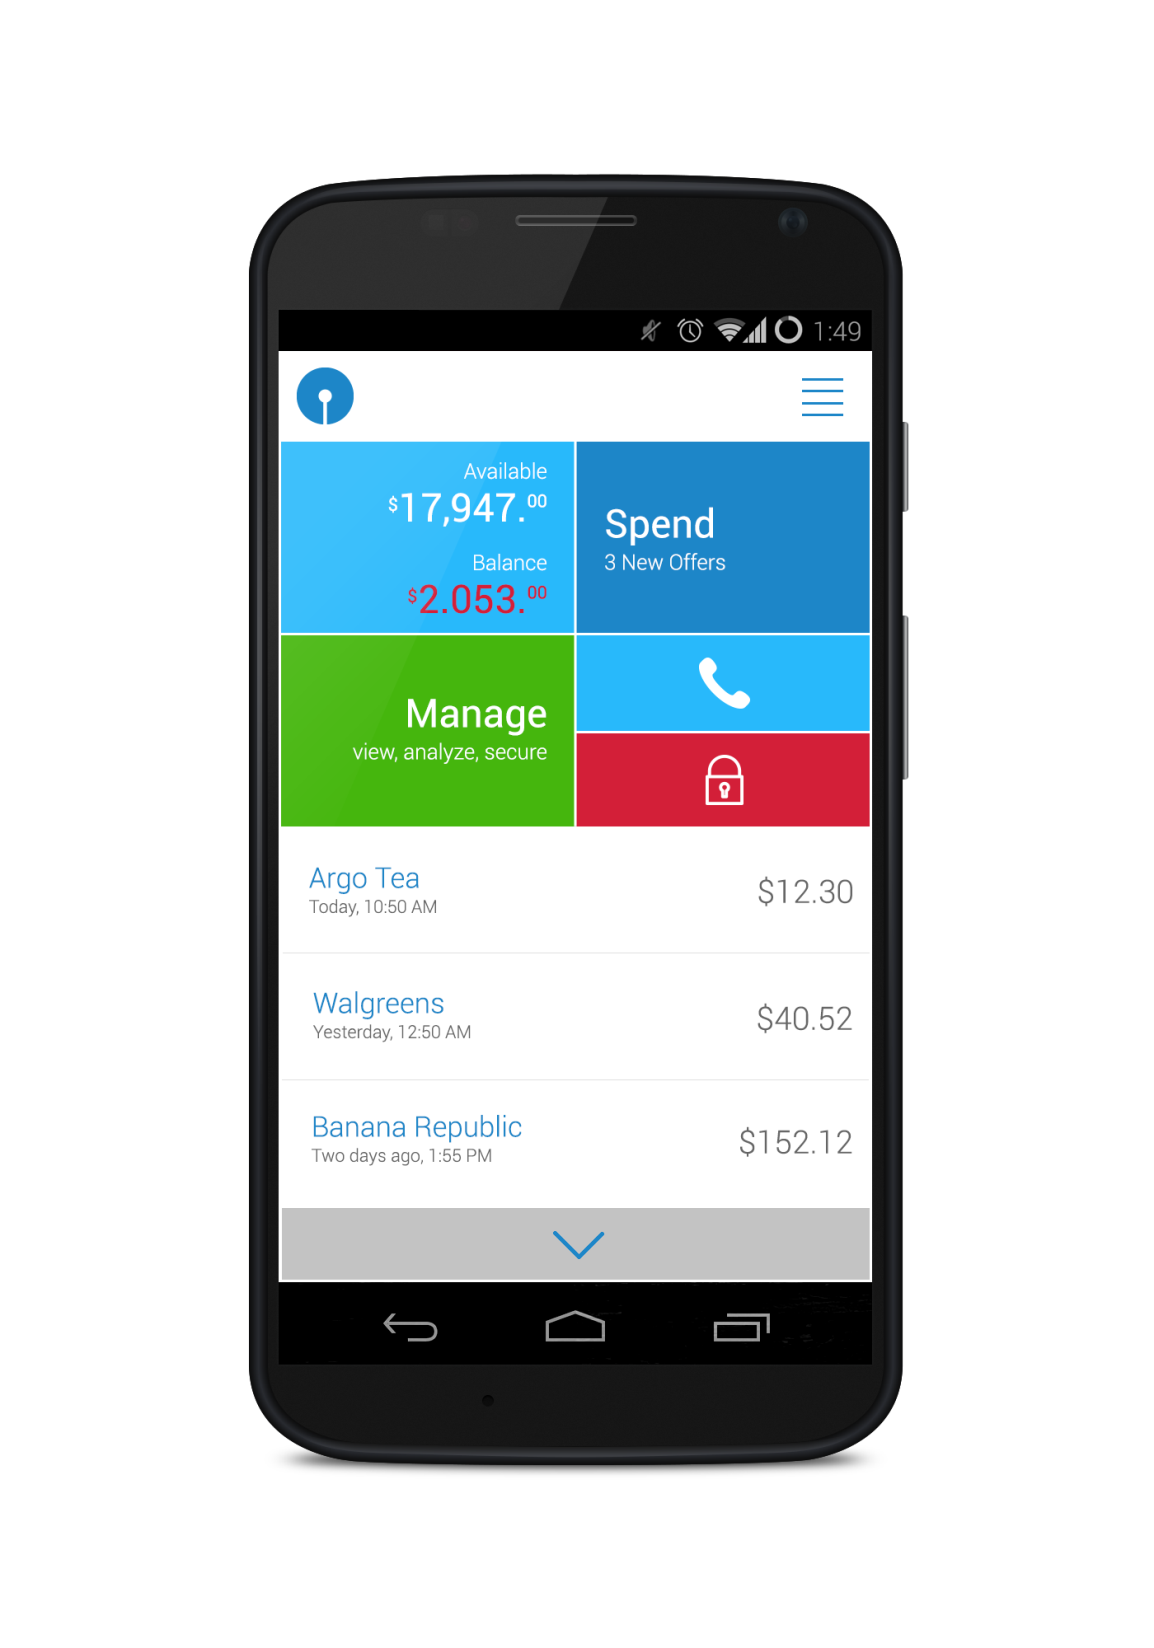 1:49
Available
$17,947.00
Balance
$2.053.00
Spend
3 New Offers
Manage
view, analyze, secure
Argo Tea
Today, 10:50 AM
$12.30
Walgreens
Yesterday, 12:50 AM
$40.52
Banana Republic
Two days ago, 1:55 PM
$152.12